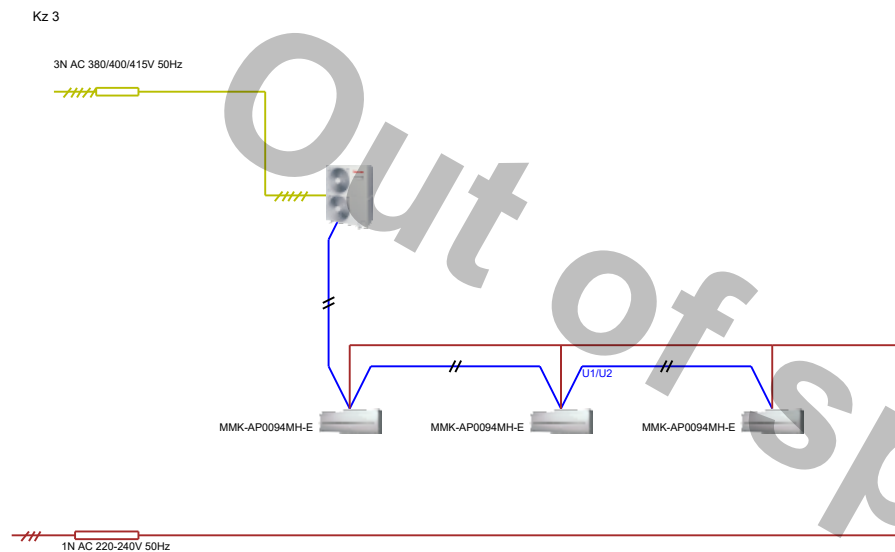 Kz 3
3N AC 380/400/415V 50Hz
Out of sp
U1/U2
MMK-AP0094MH-E
MMK-AP0094MH-E
MMK-AP0094MH-E
1N AC 220-240V 50Hz